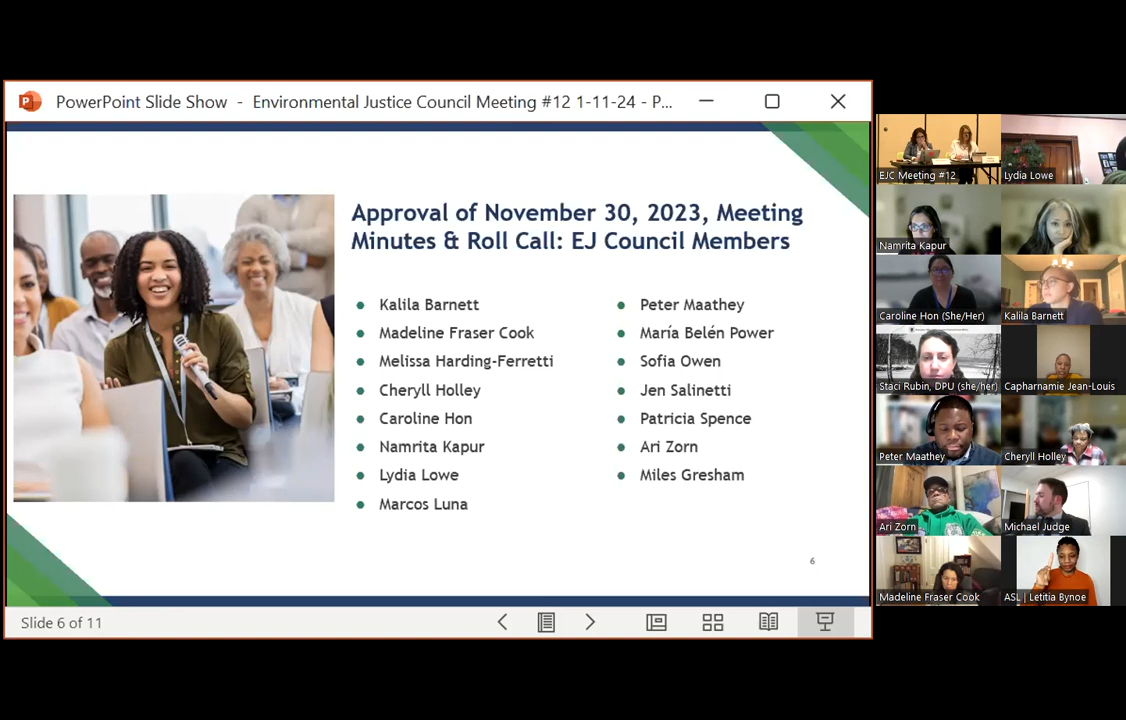 PowerPoint Slide Show - Environmental Justice Council Meeting #12 1-11-24 - P...
Approval of November 30, 2023, Meeting
Minutes & Roll Call: EJ Council Members
Kalila Barnett
Madeline Fraser Cook
Melissa Harding-Ferretti
Cheryll Holley
Caroline Hon
Namrita Kapur
Lydia Lowe
Marcos Luna
Peter Maathey
María Belén Power
Sofia Owen
Jen Salinetti
Patricia Spence
Ari Zorn
Miles Gresham
6
Slide 6 of 11
EJC Meeting #12
Lydia Lowe
Namrita Kapur
Caroline Hon (She/Her)
Kalila Barnett
Staci Rubin, DPU (she/her)
Capharnamie Jean-Louis
Peter Maathey
Cheryll Holley
Ari Zorn
Michael Judge
Madeline Fraser Cook
ASL | Letitia Bynoe